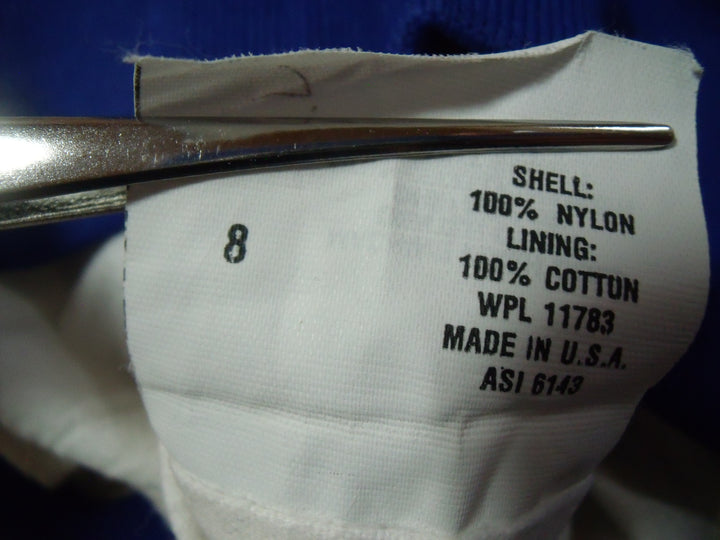 8
SHELL:
100% NYLON
LINING:
100% COTTON
WPL 11783
MADE IN U.S.A.
ASI 6143